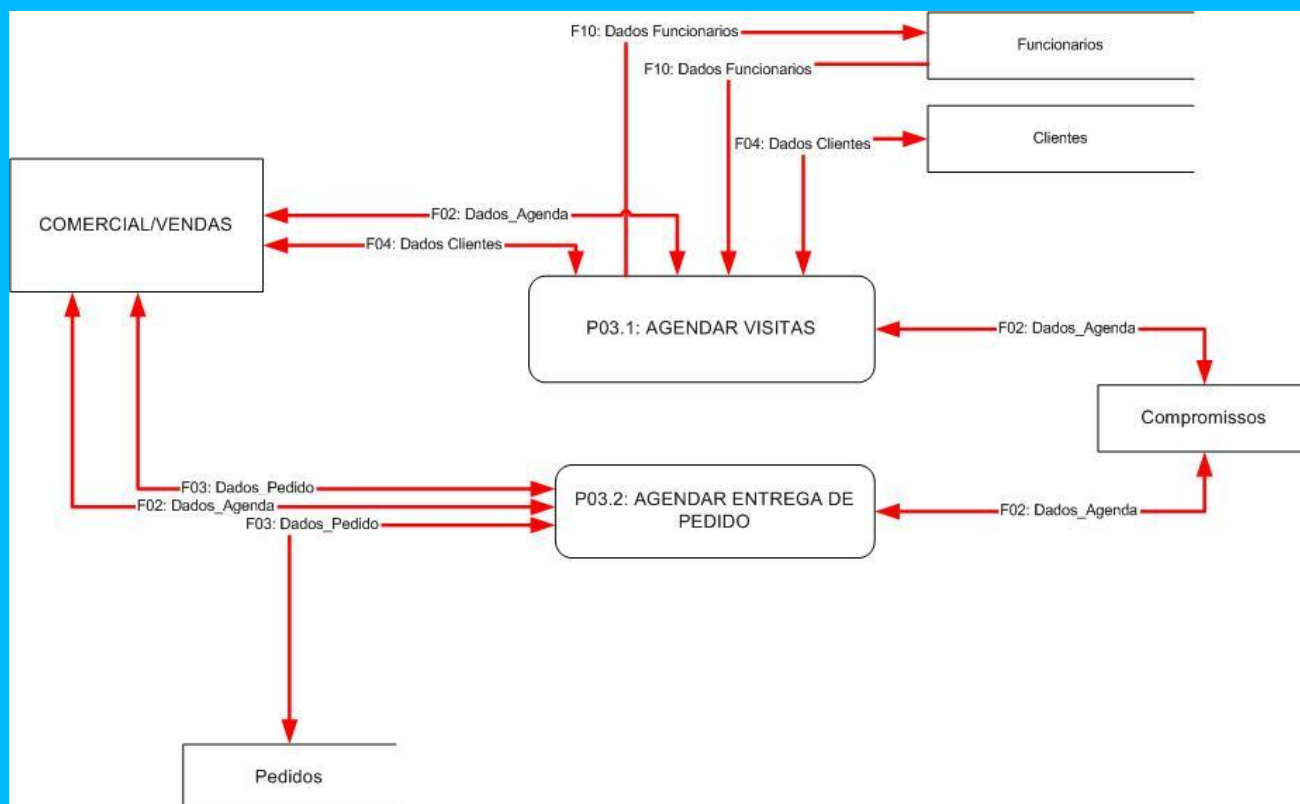 F10: Dados Funcionarios
Funcionarios
F10: Dados Funcionarios
Clientes
F04: Dados Clientes
COMERCIAL/VENDAS
F02: Dados_Agenda
F04: Dados Clientes
P03.1: AGENDAR VISITAS
F02: Dados_Agenda
Compromissos
F03: Dados_Pedido
F02: Dados_Agenda
F03: Dados_Pedido
P03.2: AGENDAR ENTREGA DE
PEDIDO
F02: Dados_Agenda
Pedidos